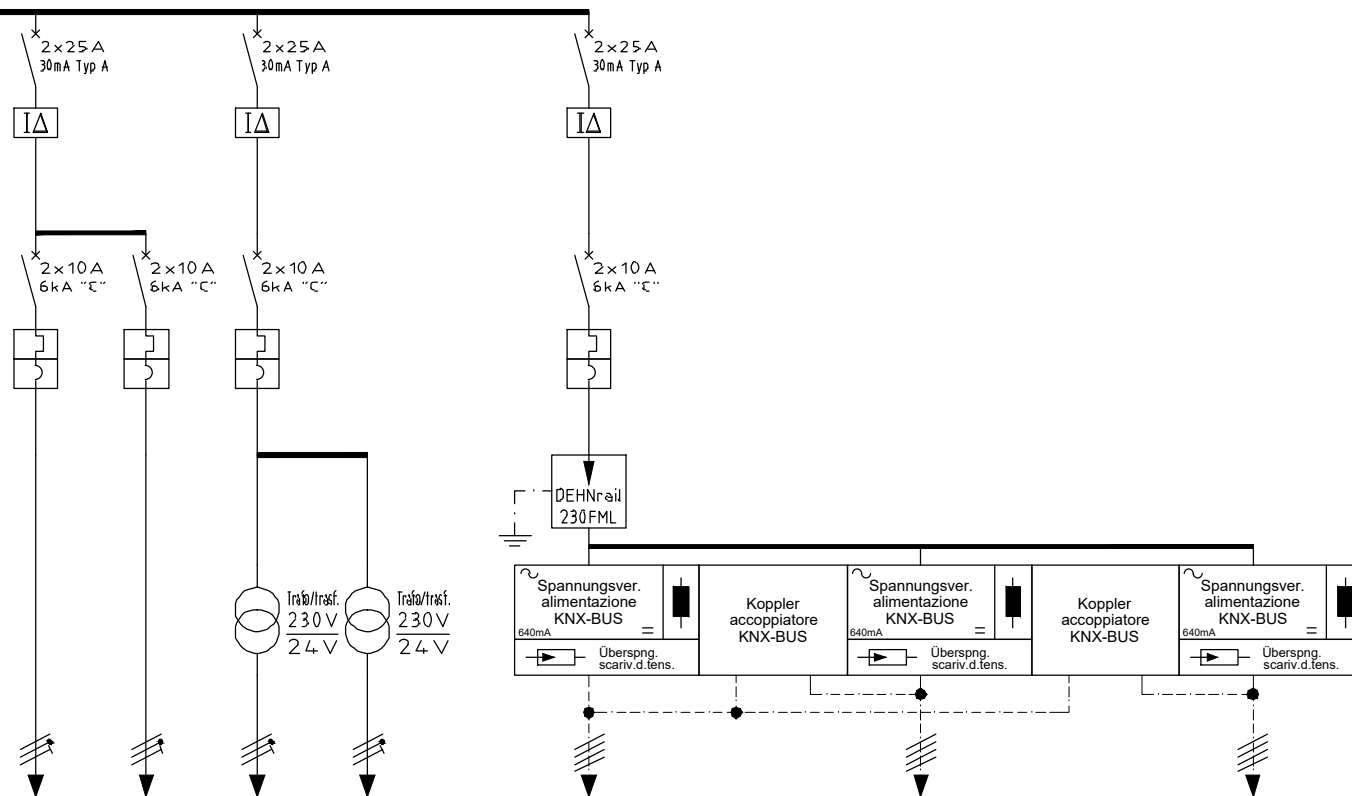 2x25A
30mA Typ A
IΔ
2x25A
30mA Typ A
IΔ
2x25A
30mA Typ A
IΔ
2x10A
6kA "C"
2x10A
6kA "C"
2x10A
6kA "C"
2x10A
6kA "C"
DEHNrail
230FML
Trafo/trasf.
230V
24V
Trafo/trasf.
230V
24V
Spannungsver.
alimentazione
KNX-BUS
640mA
=
Überspng.
scariv.d.tens.
Koppler
accoppiatore
KNX-BUS
Spannungsver.
alimentazione
KNX-BUS
640mA
=
Überspng.
scariv.d.tens.
Koppler
accoppiatore
KNX-BUS
Spannungsver.
alimentazione
KNX-BUS
640mA
=
Überspng.
scariv.d.tens.